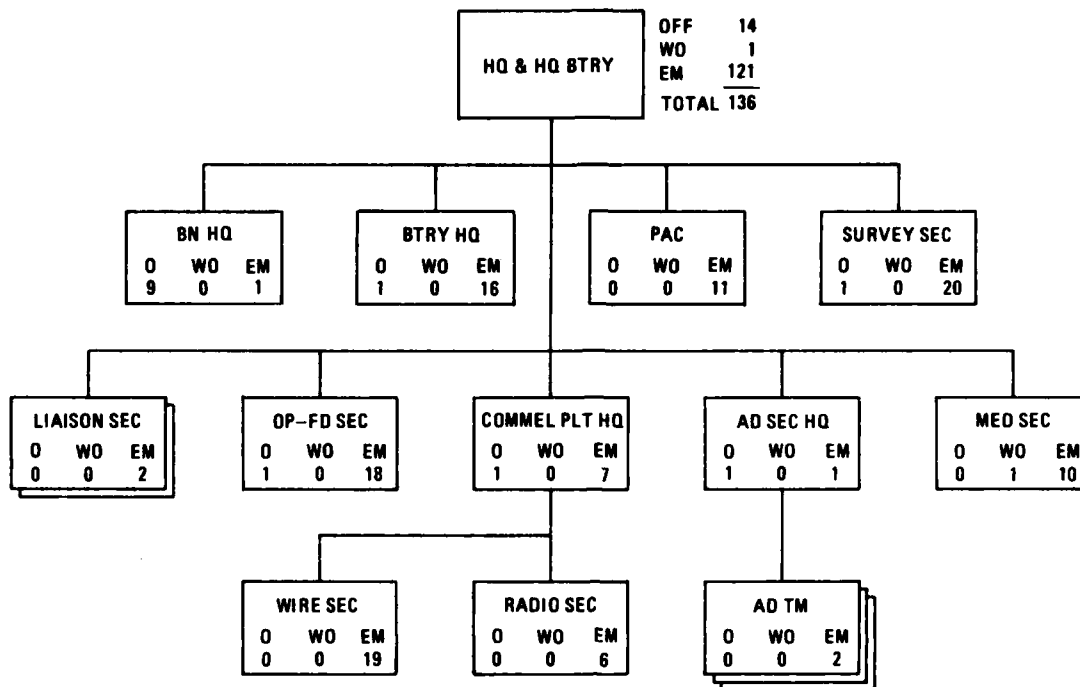 HQ & HQ BTRY
OFF 14
WO 1
EM 121
TOTAL 136
BN HQ
O WO EM
9 0 1
BTRY HQ
O WO EM
1 0 16
PAC
O WO EM
0 0 11
SURVEY SEC
O WO EM
1 0 20
LIAISON SEC
O WO EM
0 0 2
OP-FD SEC
O WO EM
1 0 18
COMMEL PLT HQ
O WO EM
1 0 7
AD SEC HQ
O WO EM
1 0 1
MED SEC
O WO EM
0 1 10
WIRE SEC
O WO EM
0 0 19
RADIO SEC
O WO EM
0 0 6
AD TM
O WO EM
0 0 2